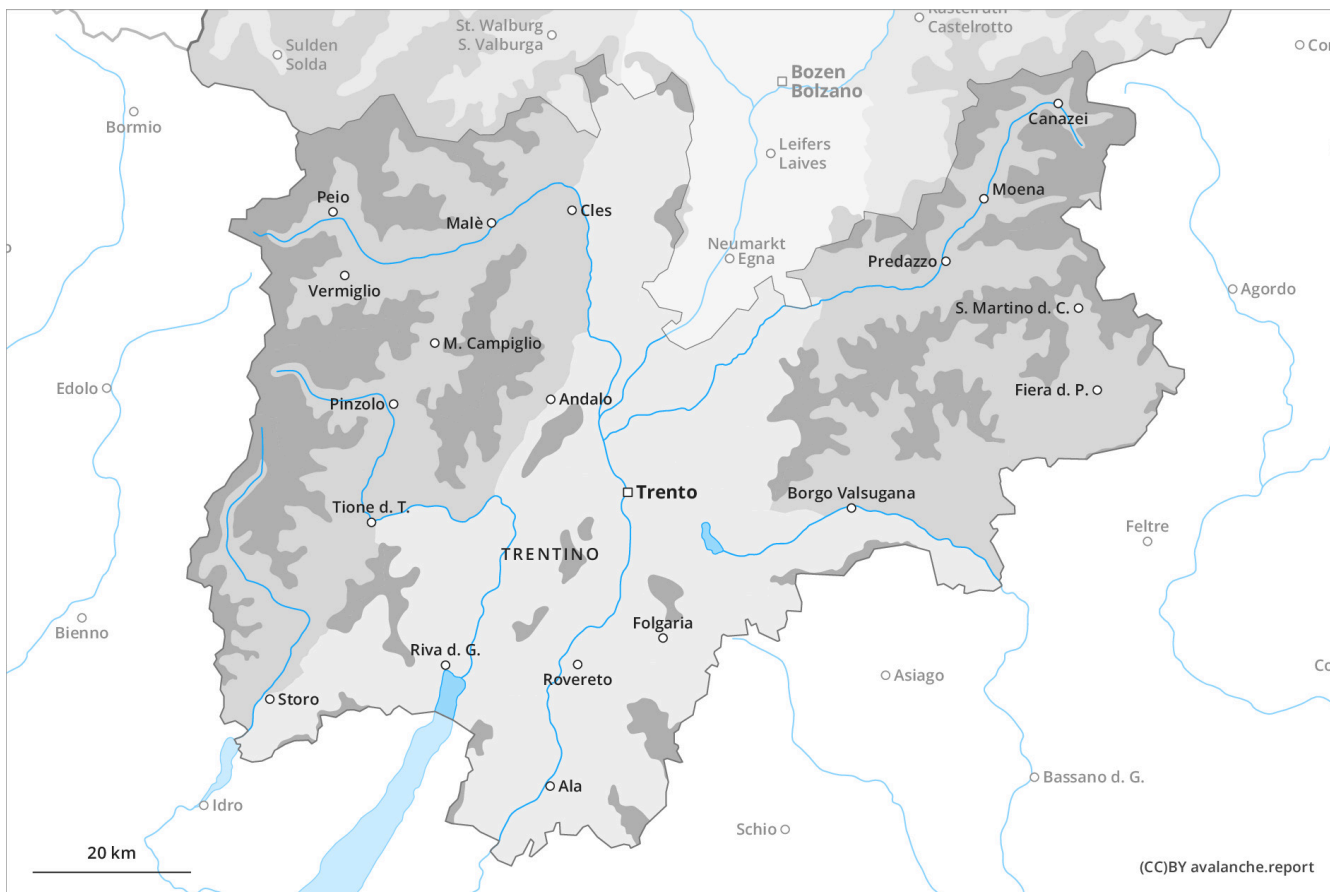 Kastelruth
Castelrotto
St. Walburg
S. Valburga
Sulden
Solda
Bozen
Bolzano
Bormio
Canazei
Leifers
Laives
Moena
Peio
Malè
Cles
Neumarkt
Egna
Predazzo
Vermiglio
Agordo
S. Martino d. C.
M. Campiglio
Edolo
Pinzolo
Andalo
Fiera d. P.
Trento
Borgo Valsugana
Tione d. T.
Feltre
TRENTINO
Bienno
Folgaria
Riva d. G.
Rovereto
Asiago
Storo
Ala
Bassano d. G.
Idro
Schio
20 km
(CC)BY avalanche.report